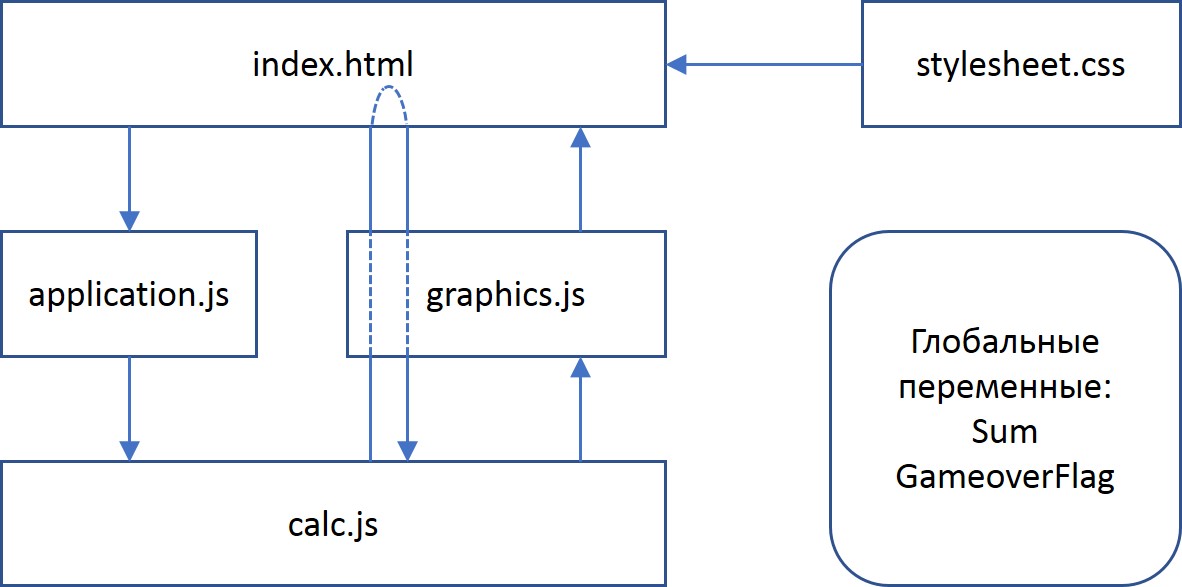 index.html
stylesheet.css
application.js
graphics.js
Глобальные
переменные:
Sum
GameoverFlag
calc.js